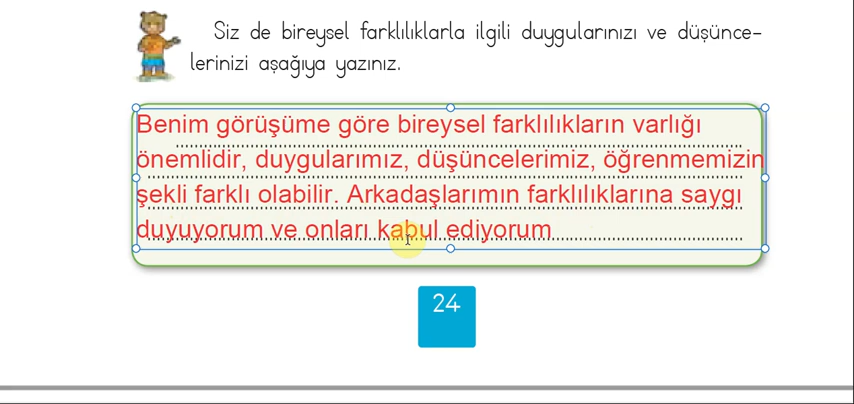 Siz de bireysel farklılıklarla ilgili duygularınızı ve düşünce-
lerinizi aşağıya yazınız.
Benim görüşüme göre bireysel farklılıkların varlığı
önemlidir, duygularımız, düşüncelerimiz, öğrenmemizin
şekli farklı olabilir. Arkadaşlarımın farklılıklarına saygı
duyuyorum ve onları kabul ediyorum
24